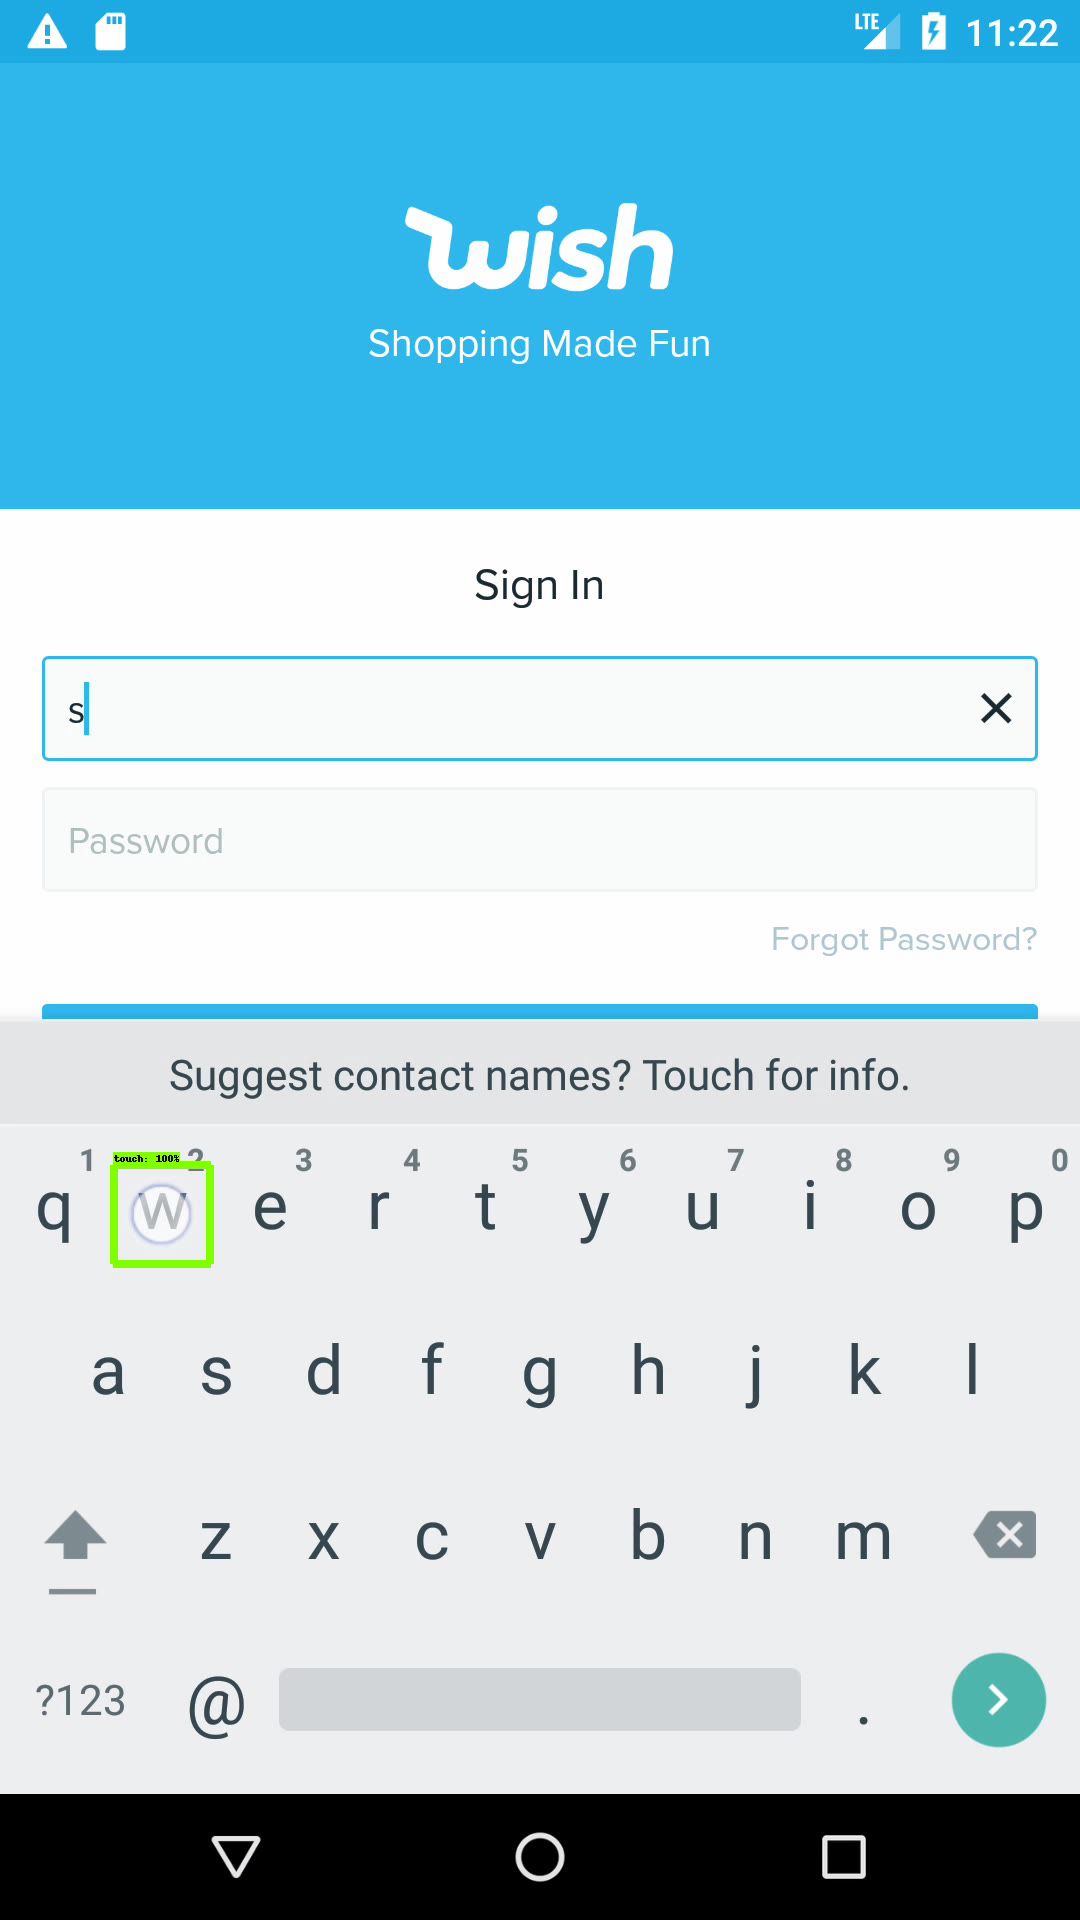 LTE 11:22
wish
Shopping Made Fun
Sign In
s
Password
Forgot Password?
Suggest contact names? Touch for info.
touch: 100%
1 2 3 4 5 6 7 8 9 0
q w e r t y u i o p
a s d f g h j k l
z x c v b n m
?123 @ .